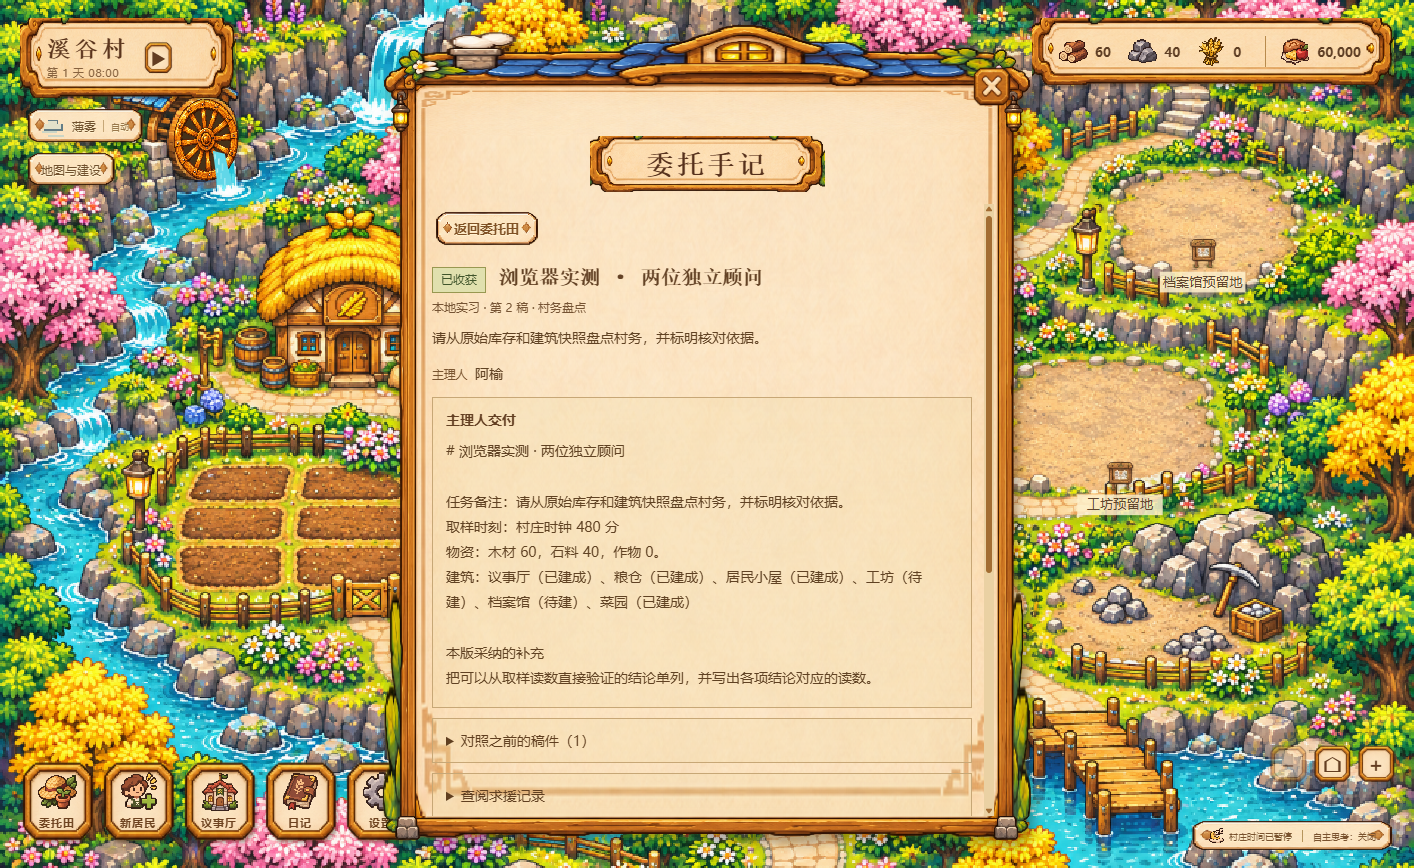 溪谷村
第 1 天 08:00
60
40
0
60,000
薄雾
地图与建设
委托手记
返回委托田
已收获
浏览器实测 · 两位独立顾问
本地实习 · 第 2 稿 · 村务盘点
请从原始库存和建筑快照盘点村务，并标明核对依据。
主理人 阿榆
主理人交付
# 浏览器实测 · 两位独立顾问
任务备注：请从原始库存和建筑快照盘点村务，并标明核对依据。
取样时刻：村庄时钟 480 分
物资：木材 60，石料 40，作物 0。
建筑：议事厅（已建成）、粮仓（已建成）、居民小屋（已建成）、工坊（待
建）、档案馆（待建）、菜园（已建成）
本版采纳的补充
把可以从取样读数直接验证的结论单列，并写出各项结论对应的读数。
对照之前的稿件（1）
查阅求援记录
档案馆预留地
工坊预留地
委托田
新居民
议事厅
日记
村庄时间已暂停
自主思考：